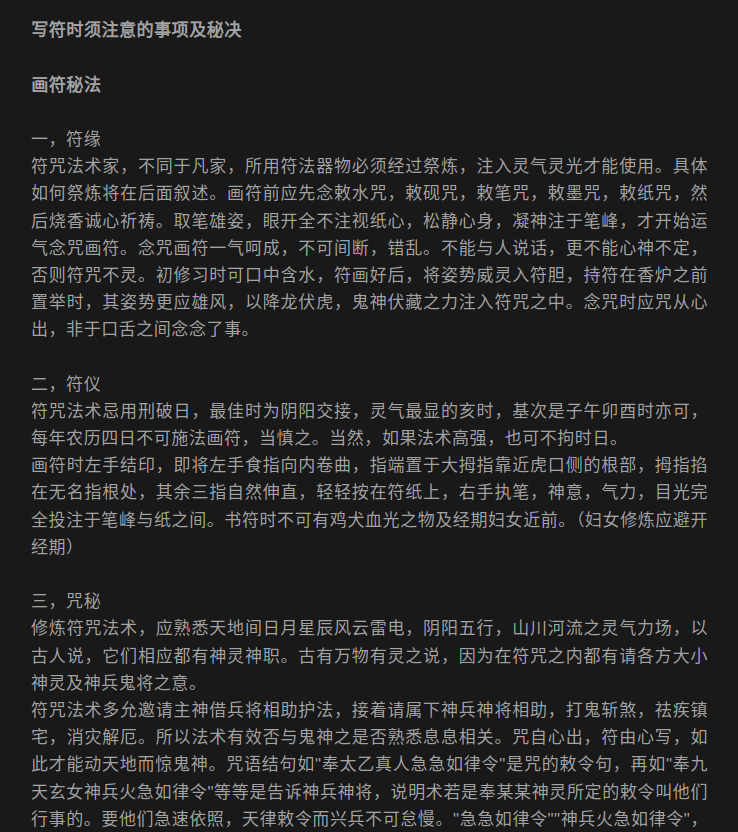 写符时须注意的事项及秘决
画符秘法
一，符缘
符咒法术家，不同于凡家，所用符法器物必须经过祭炼，注入灵气灵光才能使用。具体
如何祭炼将在后面叙述。画符前应先念敕水咒，敕砚咒，敕笔咒，敕墨咒，敕纸咒，然
后烧香诚心祈祷。取笔雄姿，眼开全不注视纸心，松静心身，凝神注于笔峰，才开始运
气念咒画符。念咒画符一气呵成，不可间断，错乱。不能与人说话，更不能心神不定，
否则符咒不灵。初修习时可口中含水，符画好后，将姿势威灵入符胆，持符在香炉之前
置举时，其姿势更应雄风，以降龙伏虎，鬼神伏藏之力注入符咒之中。念咒时应咒从心
出，非于口舌之间念念了事。
二，符仪
符咒法术忌用刑破日，最佳时为阴阳交接，灵气最显的亥时，基次是子午卯酉时亦可，
每年农历四日不可施法画符，当慎之。当然，如果法术高强，也可不拘时日。
画符时左手结印，即将左手食指向内卷曲，指端置于大拇指靠近虎口侧的根部，拇指掐
在无名指根处，其余三指自然伸直，轻轻按在符纸上，右手执笔，神意，气力，目光完
全投注于笔峰与纸之间。书符时不可有鸡犬血光之物及经期妇女近前。（妇女修炼应避开
经期）
三，咒秘
修炼符咒法术，应熟悉天地间日月星辰风云雷电，阴阳五行，山川河流之灵气力场，以
古人说，它们相应都有神灵神职。古有万物有灵之说，因为在符咒之内都有请各方大小
神灵及神兵鬼将之意。
符咒法术多允邀请主神借兵将相助护法，接着请属下神兵神将相助，打鬼斩煞，祛疾镇
宅，消灾解厄。所以法术有效否与鬼神之是否熟悉息息相关。咒自心出，符由心写，如
此才能动天地而惊鬼神。咒语结句如"奉太乙真人急急如律令"是咒的敕令句，再如"奉九
天玄女神兵火急如律令"等等是告诉神兵神将，说明术若是奉某某神灵所定的敕令叫他们
行事的。要他们急速依照，天律敕令而兴兵不可怠慢。"急急如律令""神兵火急如律令"，